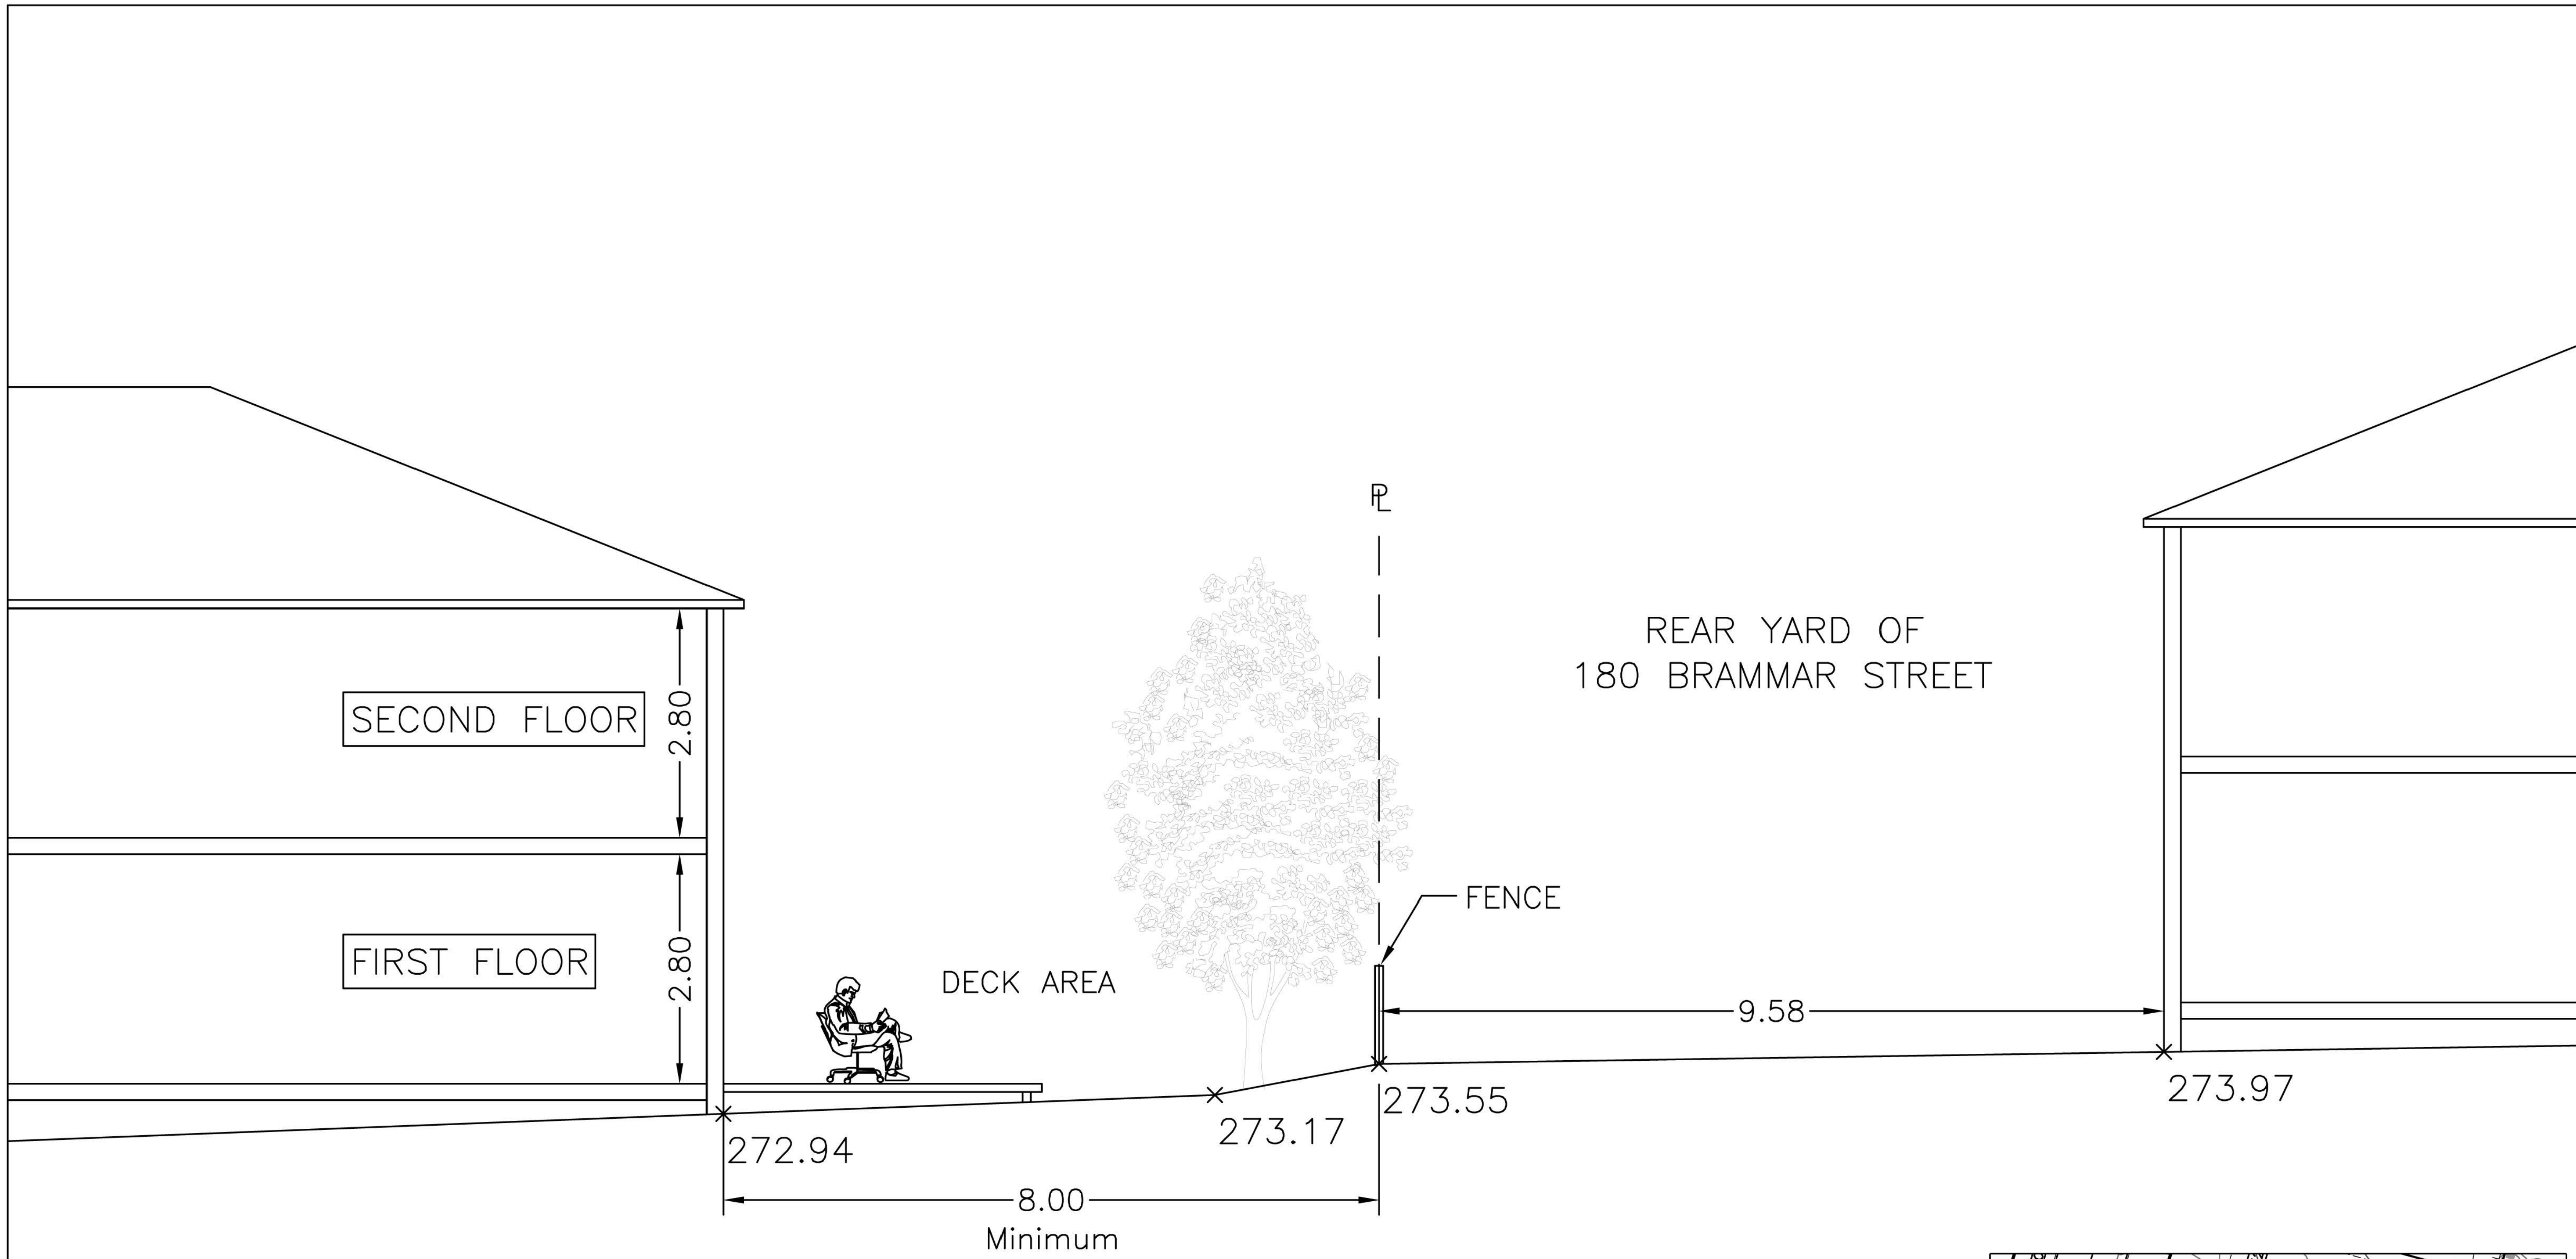 PL
REAR YARD OF
180 BRAMMAR STREET
SECOND FLOOR
2.80
FENCE
FIRST FLOOR
2.80
DECK AREA
9.58
272.94
273.17
273.55
273.97
8.00
Minimum